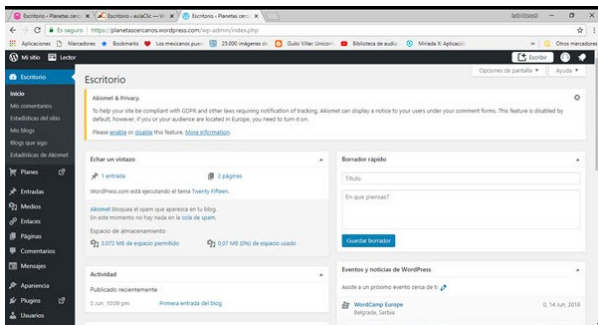 Escritorio - Planetas cerc
Escritorio - aulaClic — W
Escritorio - Planetas cerc
Es seguro | https://planetascercanos.wordpress.com/wp-admin/index.php
Aplicaciones
Marcadores
Bookmarks
Los mexicanos pued
25000 imágenes de
Guito Villar Unicorn
Biblioteca de audio
Miriada X: Aplicació
»
Otros marcadores
Mi sitio
Lector
Escribir
Escritorio
Opciones de pantalla
Ayuda
Escritorio
Inicio
Mis comentarios
Estadísticas del sitio
Mis blogs
Blogs que sigo
Estadísticas de Akismet
Planes
Entradas
Medios
Enlaces
Páginas
Comentarios
Mensajes
Apariencia
Plugins
Usuarios
Akismet & Privacy.
To help your site be compliant with GDPR and other laws requiring notification of tracking, Akismet can display a notice to your users under your comment forms. This feature is disabled by
default, however, if you or your audience are located in Europe, you need to turn it on.
Please enable or disable this feature. More information.
Echar un vistazo
1 entrada
2 páginas
WordPress.com está ejecutando el tema Twenty Fifteen.
Akismet bloquea el spam que aparezca en tu blog.
En este momento no hay nada en la cola de spam.
Espacio de almacenamiento
3.072 MB de espacio permitido
0,07 MB (0%) de espacio usado
Actividad
Publicado recientemente
5 Jun, 10:09 pm
Primera entrada del blog
Borrador rápido
Título
En que piensas?
Guardar borrador
Eventos y noticias de WordPress
Asiste a un próximo evento cerca de ti.
WordCamp Europe
0, 14 Jun, 2018
Belgrade, Serbia